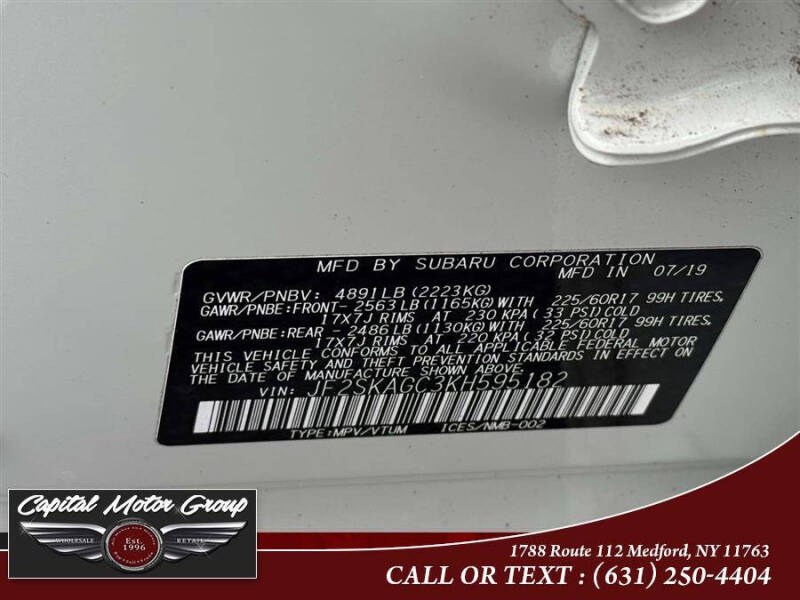 MFD BY SUBARU CORPORATION
MFD IN 07/19
GVWR/PNBV: 4891LB (2223KG)
GAWR/PNBE:FRONT- 2563LB(1165KG)WITH 225/60R17 99H TIRES,
17X7J RIMS AT 230 KPA( 33 PSI)COLD
GAWR/PNBE:REAR - 2486LB(1130KG)WITH 225/60R17 99H TIRES,
17X7J RIMS AT 220 KPA( 32 PSI)COLD
THIS VEHICLE CONFORMS TO ALL APPLICABLE FEDERAL MOTOR
VEHICLE SAFETY AND THEFT PREVENTION STANDARDS IN EFFECT ON
THE DATE OF MANUFACTURE SHOWN ABOVE.
VIN: JF2SKAGC3KH595182
TYPE:MPV/VTUM ICES/NMB-002
Capital Motor Group
WHOLESALE Est. 1996 RETAIL
1788 Route 112 Medford, NY 11763
CALL OR TEXT : (631) 250-4404